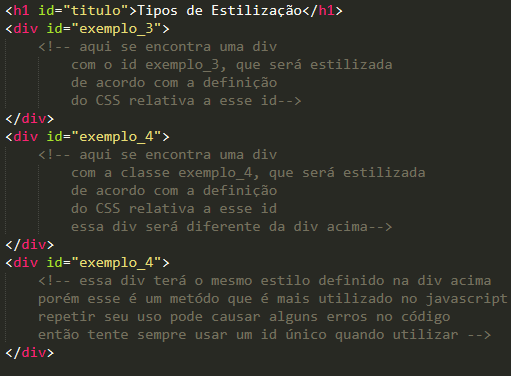 <h1 id="titulo">Tipos de Estilização</h1>
<div id="exemplo_3">
<!-- aqui se encontra uma div
com o id exemplo_3, que será estilizada
de acordo com a definição
do CSS relativa a esse id-->
</div>
<div id="exemplo_4">
<!-- aqui se encontra uma div
com a classe exemplo_4, que será estilizada
de acordo com a definição
do CSS relativa a esse id
essa div será diferente da div acima-->
</div>
<div id="exemplo_4">
<!-- essa div terá o mesmo estilo definido na div acima
porém esse é um metódo que é mais utilizado no javascript
repetir seu uso pode causar alguns erros no código
então tente sempre usar um id único quando utilizar -->
</div>